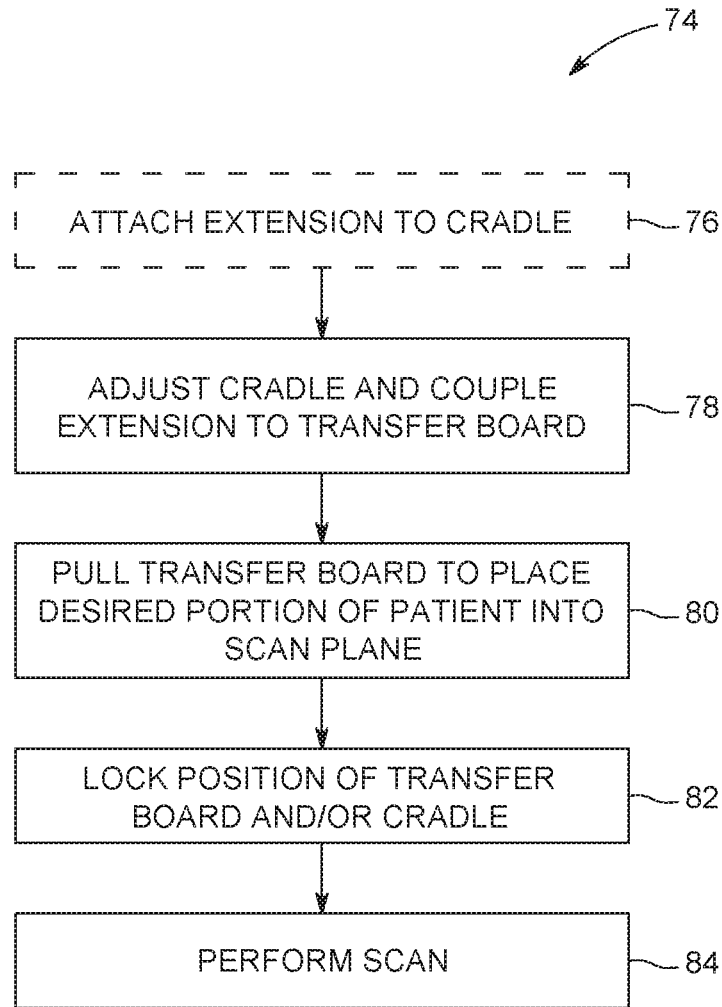 74
ATTACH EXTENSION TO CRADLE
76
ADJUST CRADLE AND COUPLE
EXTENSION TO TRANSFER BOARD
78
PULL TRANSFER BOARD TO PLACE
DESIRED PORTION OF PATIENT INTO
SCAN PLANE
80
LOCK POSITION OF TRANSFER
BOARD AND/OR CRADLE
82
PERFORM SCAN
84